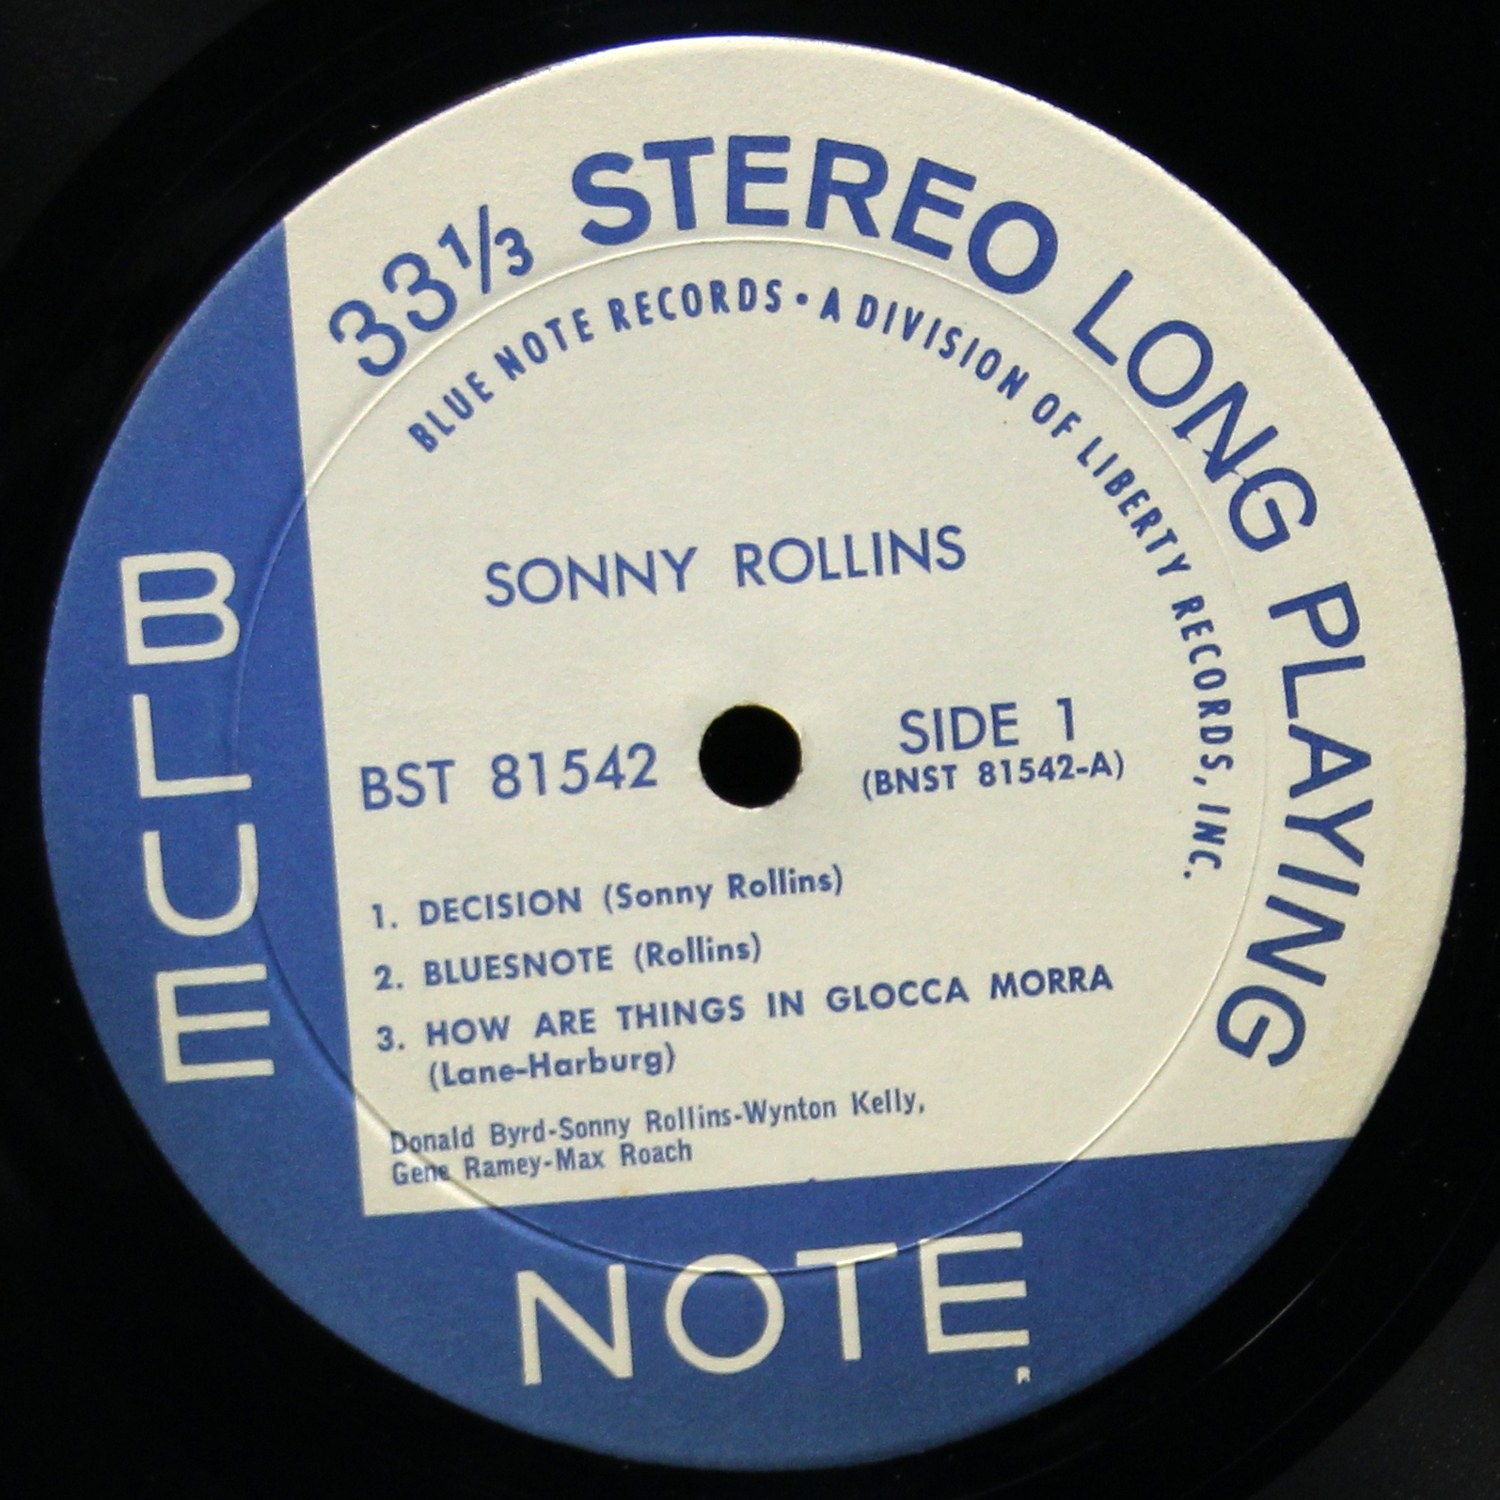 33⅓ STEREO LONG PLAYING
BLUE NOTE RECORDS • A DIVISION OF LIBERTY RECORDS, INC.
SONNY ROLLINS
BST 81542
SIDE 1
(BNST 81542-A)
1. DECISION (Sonny Rollins)
2. BLUESNOTE (Rollins)
3. HOW ARE THINGS IN GLOCCA MORRA
(Lane-Harburg)
Donald Byrd-Sonny Rollins-Wynton Kelly,
Gene Ramey-Max Roach
BLUE
NOTE
R